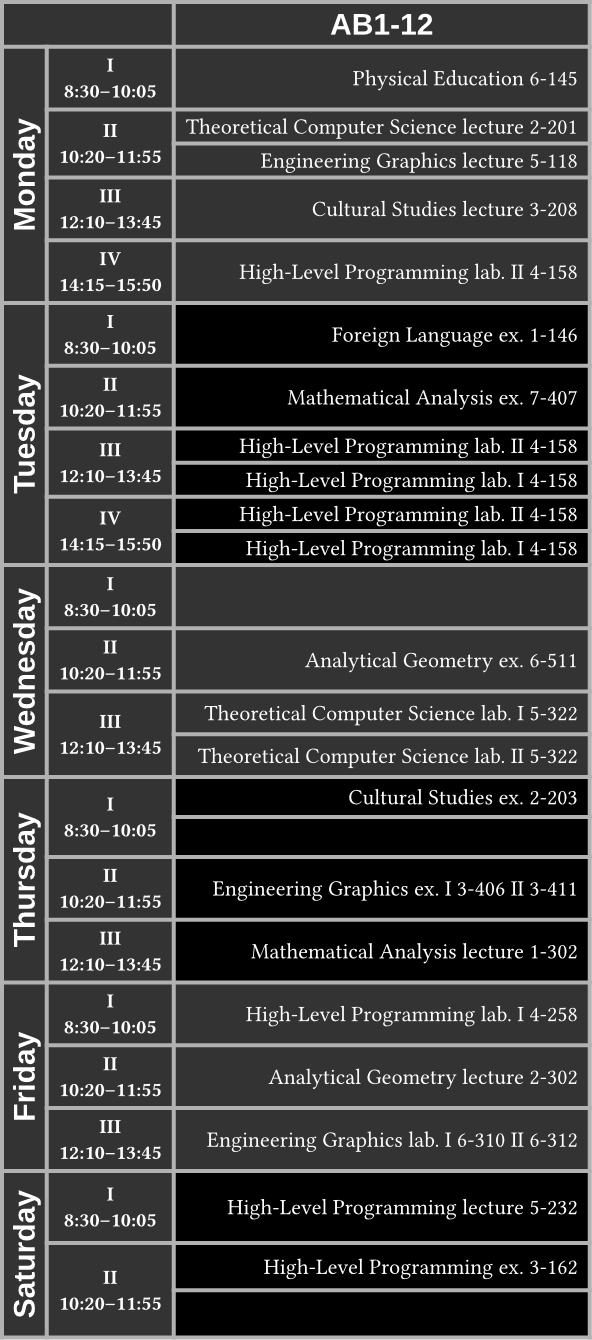 AB1-12
Monday
I
8:30–10:05
Physical Education 6-145
II
10:20–11:55
Theoretical Computer Science lecture 2-201
Engineering Graphics lecture 5-118
III
12:10–13:45
Cultural Studies lecture 3-208
IV
14:15–15:50
High-Level Programming lab. II 4-158
Tuesday
I
8:30–10:05
Foreign Language ex. 1-146
II
10:20–11:55
Mathematical Analysis ex. 7-407
III
12:10–13:45
High-Level Programming lab. II 4-158
High-Level Programming lab. I 4-158
IV
14:15–15:50
High-Level Programming lab. II 4-158
High-Level Programming lab. I 4-158
Wednesday
I
8:30–10:05
II
10:20–11:55
Analytical Geometry ex. 6-511
III
12:10–13:45
Theoretical Computer Science lab. I 5-322
Theoretical Computer Science lab. II 5-322
Thursday
I
8:30–10:05
Cultural Studies ex. 2-203
II
10:20–11:55
Engineering Graphics ex. I 3-406 II 3-411
III
12:10–13:45
Mathematical Analysis lecture 1-302
Friday
I
8:30–10:05
High-Level Programming lab. I 4-258
II
10:20–11:55
Analytical Geometry lecture 2-302
III
12:10–13:45
Engineering Graphics lab. I 6-310 II 6-312
Saturday
I
8:30–10:05
High-Level Programming lecture 5-232
II
10:20–11:55
High-Level Programming ex. 3-162